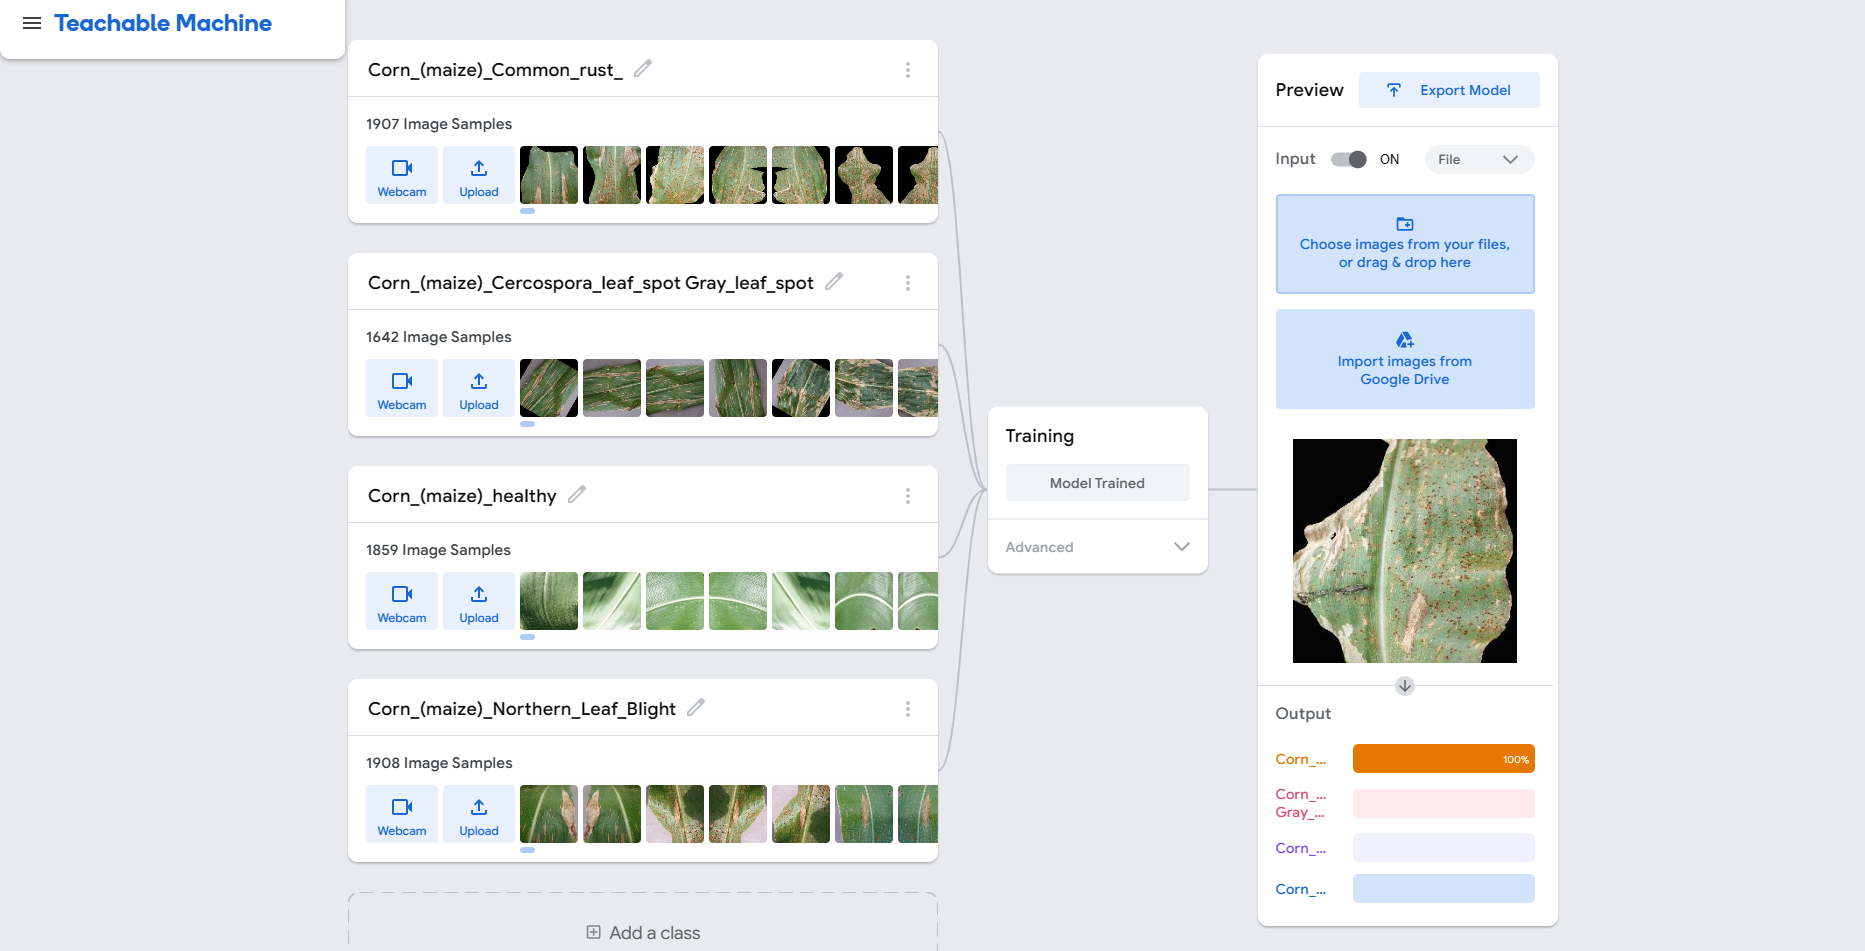 Teachable Machine
Corn_(maize)_Common_rust_
1907 Image Samples
Webcam
Upload
Corn_(maize)_Cercospora_leaf_spot Gray_leaf_spot
1642 Image Samples
Webcam
Upload
Corn_(maize)_healthy
1859 Image Samples
Webcam
Upload
Corn_(maize)_Northern_Leaf_Blight
1908 Image Samples
Webcam
Upload
Add a class
Training
Model Trained
Advanced
Preview
Export Model
Input
ON
File
Choose images from your files,
or drag & drop here
Import images from
Google Drive
Output
Corn_...
100%
Corn_...
Gray_...
Corn_...
Corn_...